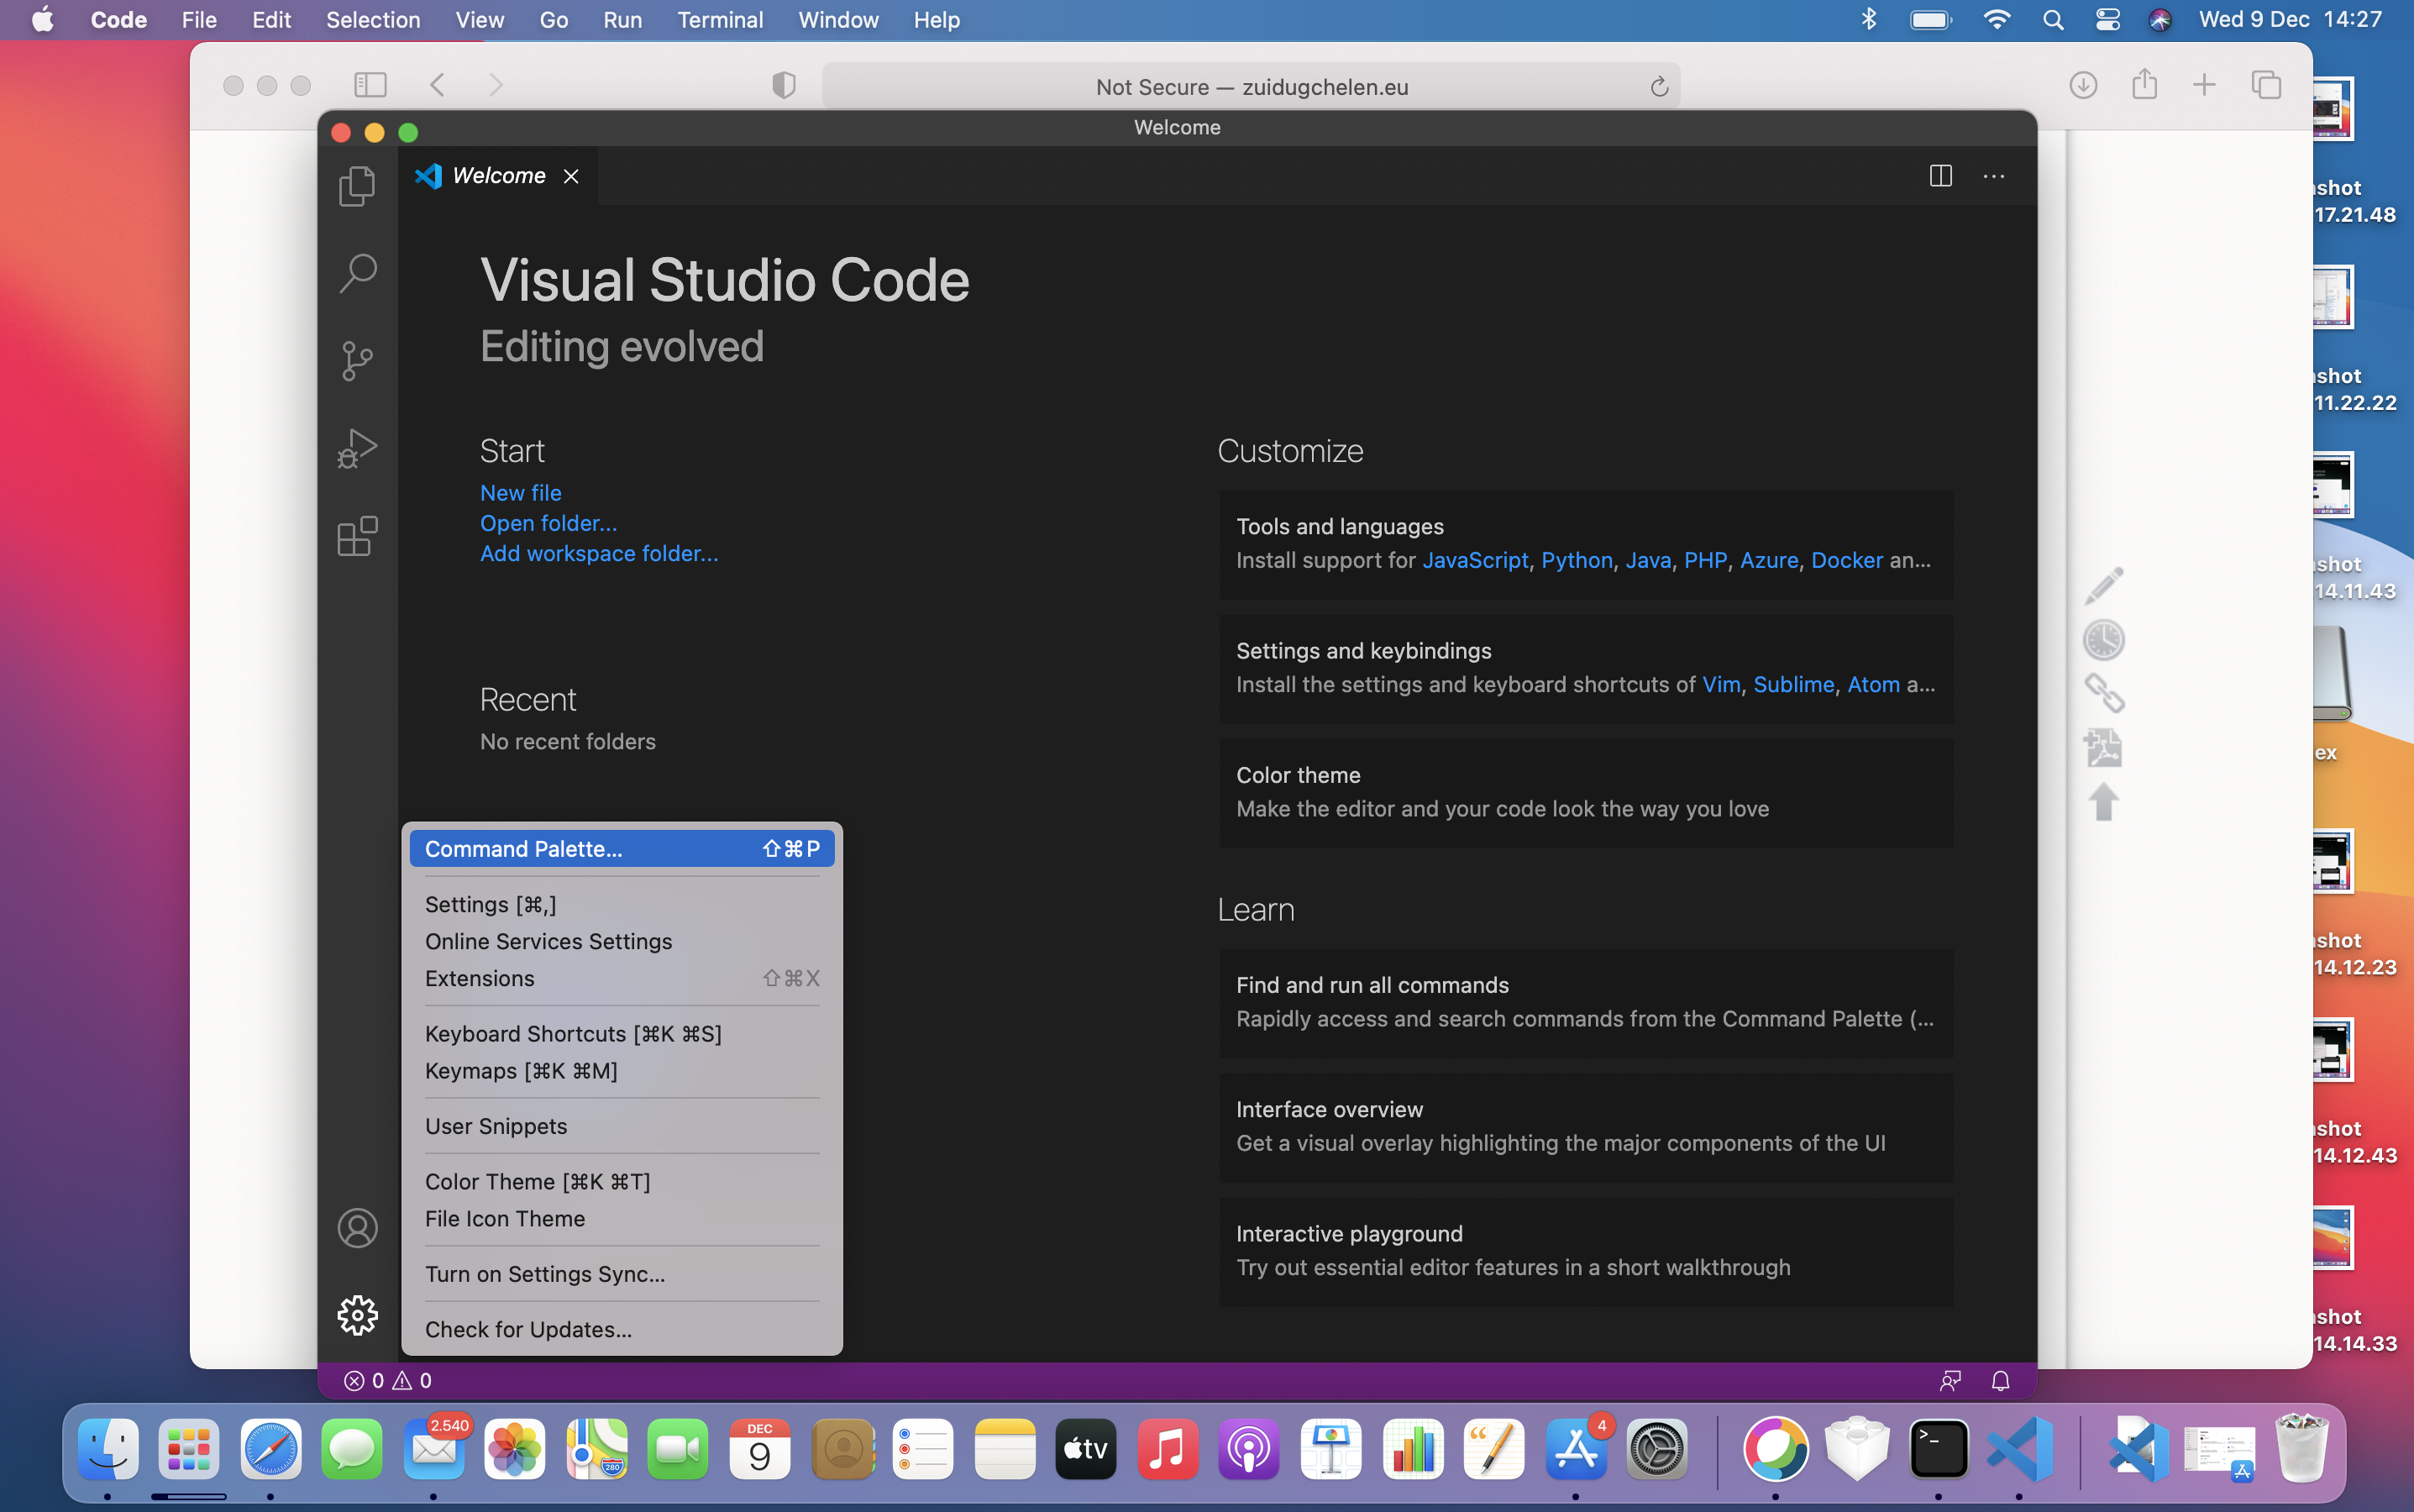 Code File Edit Selection View Go Run Terminal Window Help Wed 9 Dec 14:27
Not Secure — zuidugchelen.eu
Welcome
Welcome
Visual Studio Code
Editing evolved
Start
New file
Open folder...
Add workspace folder...
Recent
No recent folders
Customize
Tools and languages
Install support for JavaScript, Python, Java, PHP, Azure, Docker an...
Settings and keybindings
Install the settings and keyboard shortcuts of Vim, Sublime, Atom a...
Color theme
Make the editor and your code look the way you love
Learn
Find and run all commands
Rapidly access and search commands from the Command Palette (...
Interface overview
Get a visual overlay highlighting the major components of the UI
Interactive playground
Try out essential editor features in a short walkthrough
Command Palette... ⇧⌘P
Settings [⌘,]
Online Services Settings
Extensions ⇧⌘X
Keyboard Shortcuts [⌘K ⌘S]
Keymaps [⌘K ⌘M]
User Snippets
Color Theme [⌘K ⌘T]
File Icon Theme
Turn on Settings Sync...
Check for Updates...
0 0
shot
17.21.48
shot
11.22.22
shot
14.11.43
ex
shot
14.12.23
shot
14.12.43
shot
14.14.33
2.540
280
DEC
9
tv
4
>_